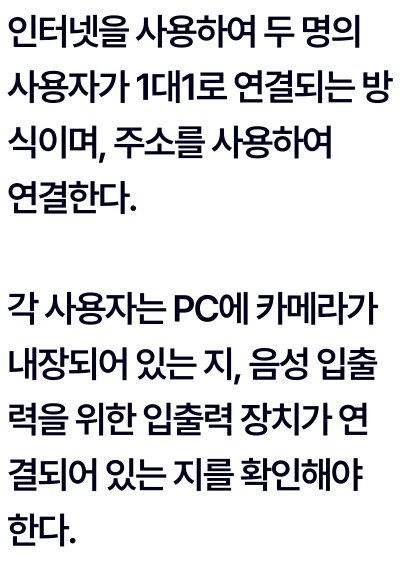 인터넷을 사용하여 두 명의
사용자가 1대1로 연결되는 방
식이며, 주소를 사용하여
연결한다.
각 사용자는 PC에 카메라가
내장되어 있는 지, 음성 입출
력을 위한 입출력 장치가 연
결되어 있는 지를 확인해야
한다.